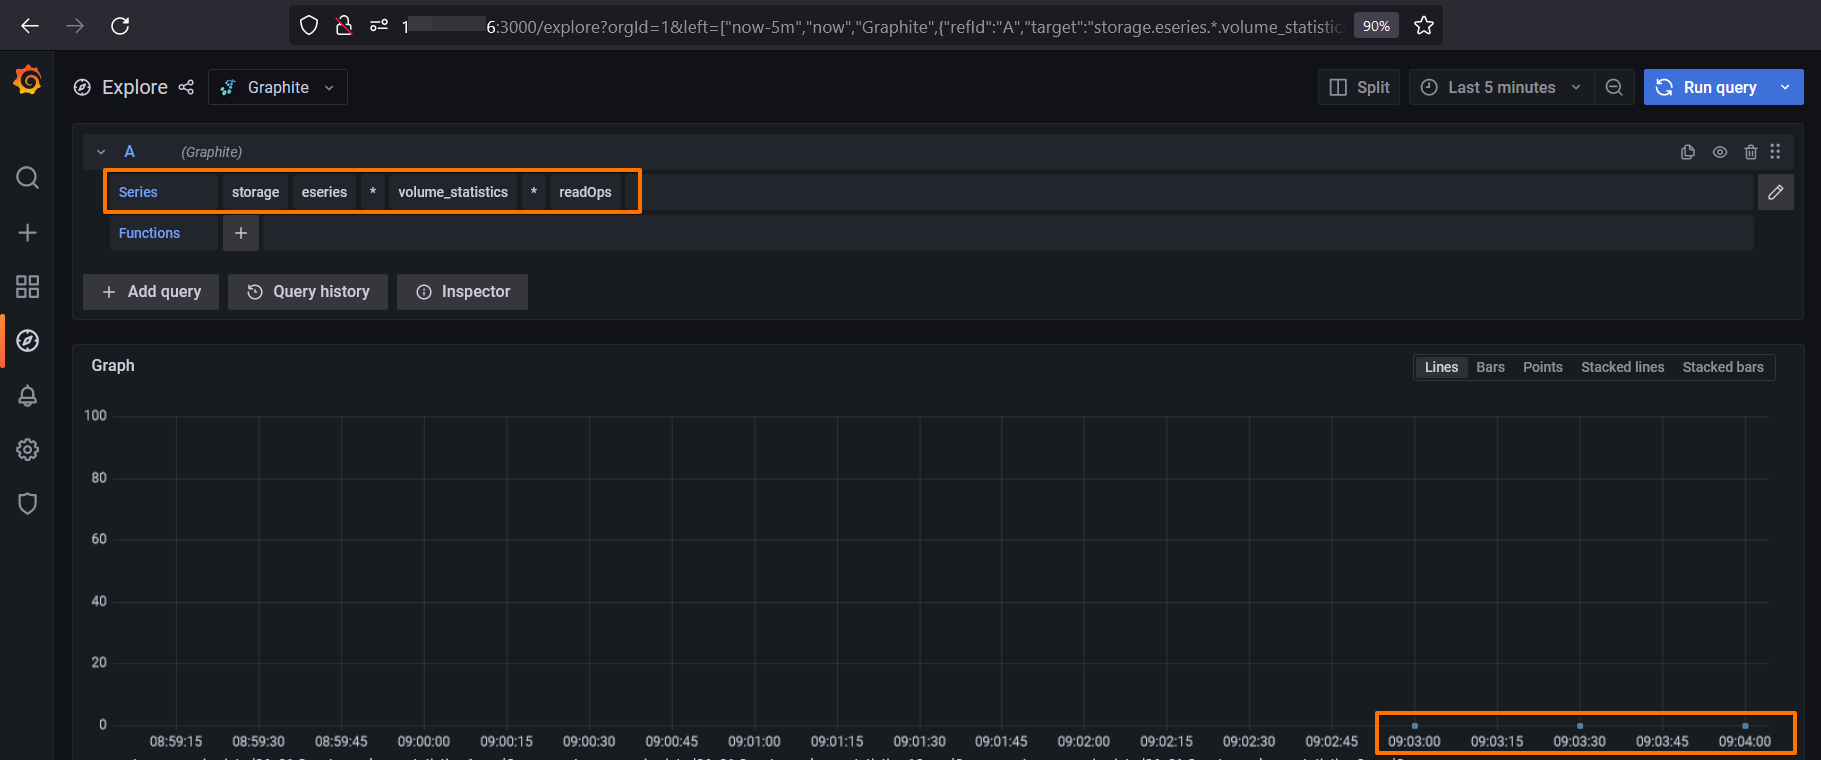 6:3000/explore?orgId=1&left=["now-5m","now","Graphite",{"refId":"A","target":"storage.eseries.*.volume_statistic
90%
Explore
Graphite
Split
Last 5 minutes
Run query
A
(Graphite)
Series storage eseries * volume_statistics * readOps
Functions +
+ Add query
Query history
Inspector
Graph
Lines Bars Points Stacked lines Stacked bars
100
80
60
40
20
0
08:59:15 08:59:30 08:59:45 09:00:00 09:00:15 09:00:30 09:00:45 09:01:00 09:01:15 09:01:30 09:01:45 09:02:00 09:02:15 09:02:30 09:02:45 09:03:00 09:03:15 09:03:30 09:03:45 09:04:00